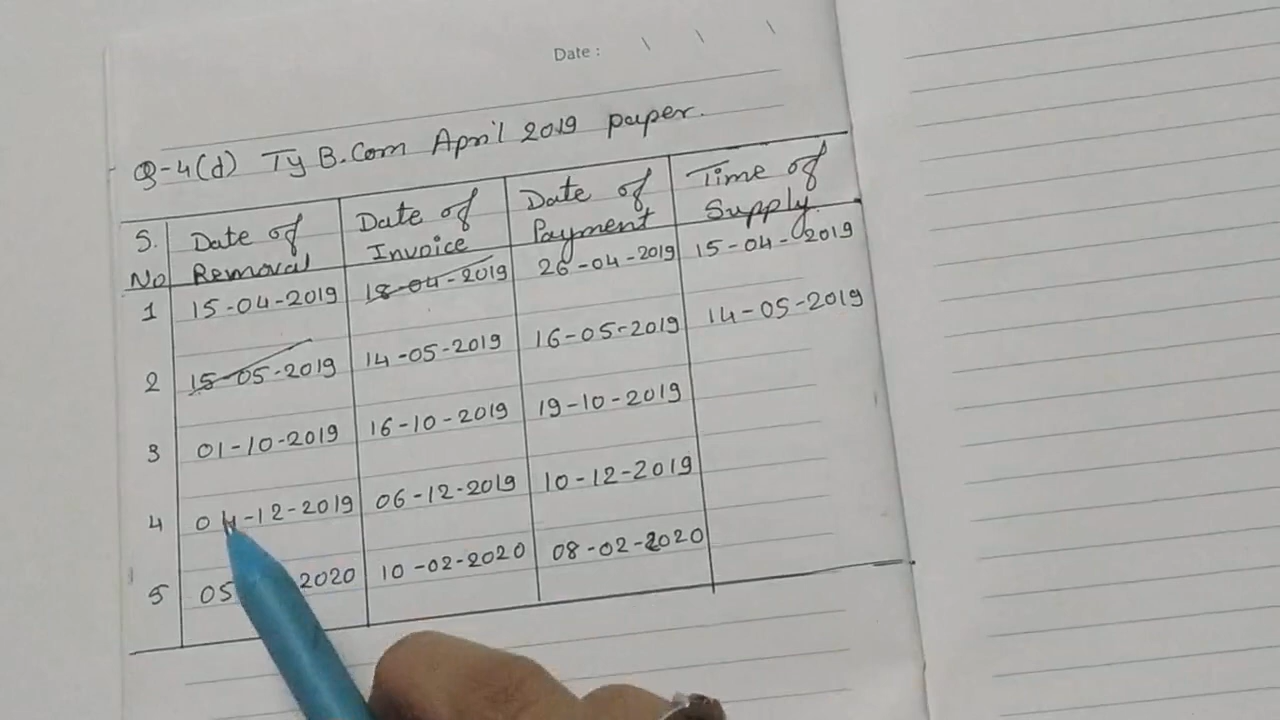 Date :
Q-4(d) Ty B.Com April 2019 paper.
S. No Date of Removal Date of Invoice Date of Payment Time of Supply.
1 15-04-2019 18-04-2019 26-04-2019 15-04-2019
2 15-05-2019 14-05-2019 16-05-2019 14-05-2019
3 01-10-2019 16-10-2019 19-10-2019
4 04-12-2019 06-12-2019 10-12-2019
5 05 2020 10-02-2020 08-02-2020